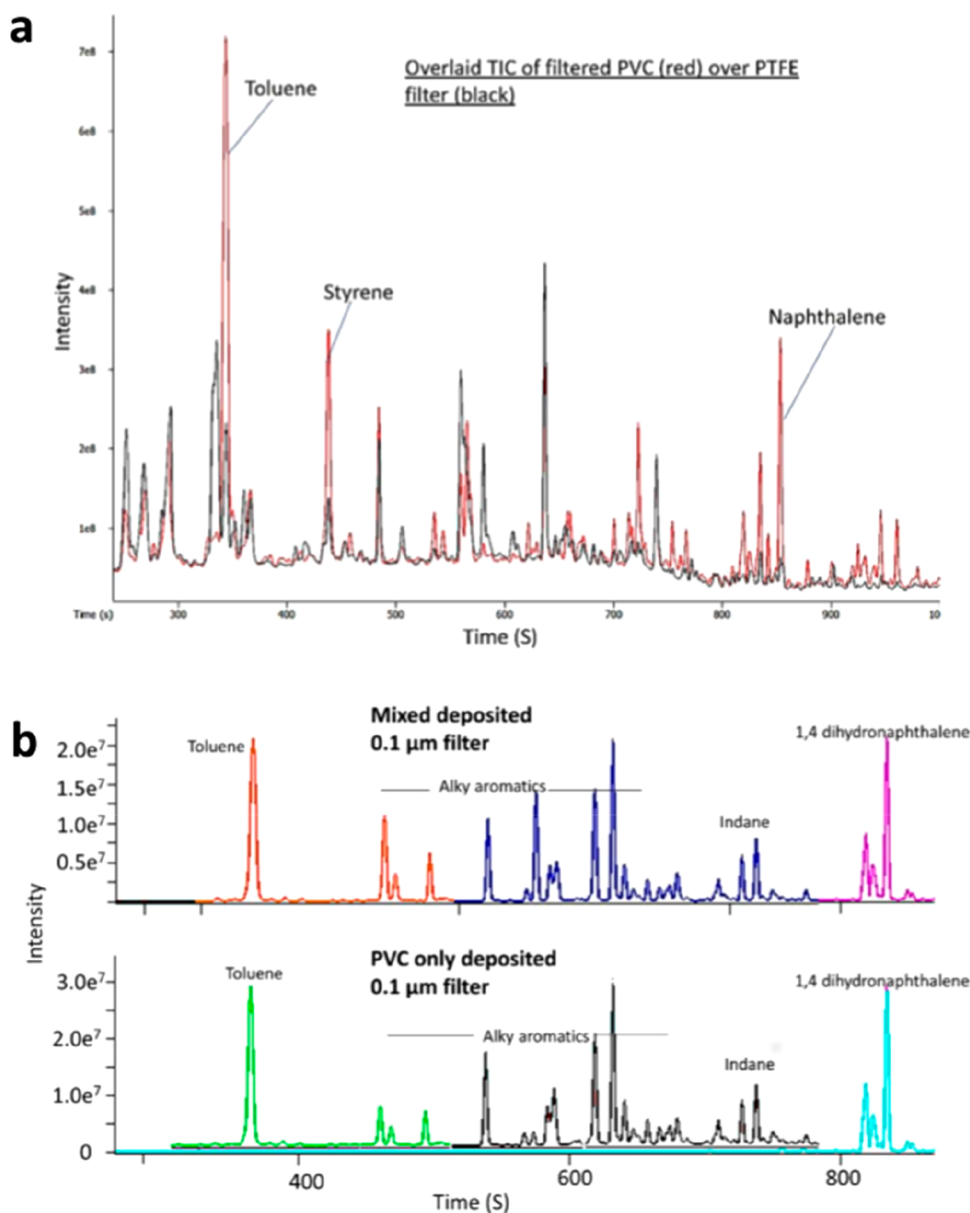 a
7e8
Toluene
Overlaid TIC of filtered PVC (red) over PTFE
filter (black)
6e8
5e8
Intensity
4e8
Styrene
Naphthalene
3e8
2e8
1e8
Time (s) 300 400 500 600 700 800 900 100
Time (S)
b
Mixed deposited
0.1 µm filter
Toluene
1,4 dihydronaphthalene
2.0e⁷
Alky aromatics
1.5e⁷
1.0e⁷
Indane
0.5e⁷
Intensity
PVC only deposited
0.1 µm filter
Toluene
1,4 dihydronaphthalene
3.0e⁷
2.0e⁷
Alky aromatics
Indane
1.0e⁷
0
400 600 800
Time (S)